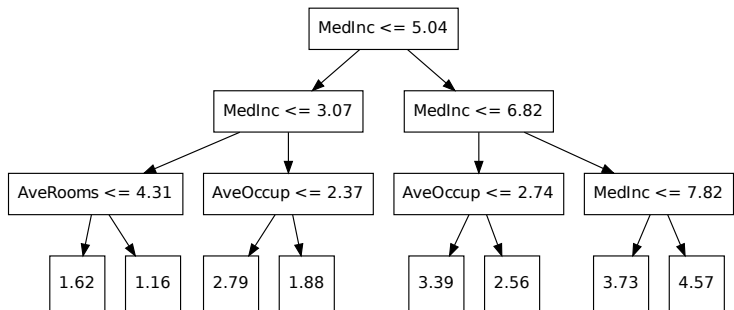 MedInc <= 5.04
MedInc <= 3.07
MedInc <= 6.82
AveRooms <= 4.31
AveOccup <= 2.37
AveOccup <= 2.74
MedInc <= 7.82
1.62
1.16
2.79
1.88
3.39
2.56
3.73
4.57